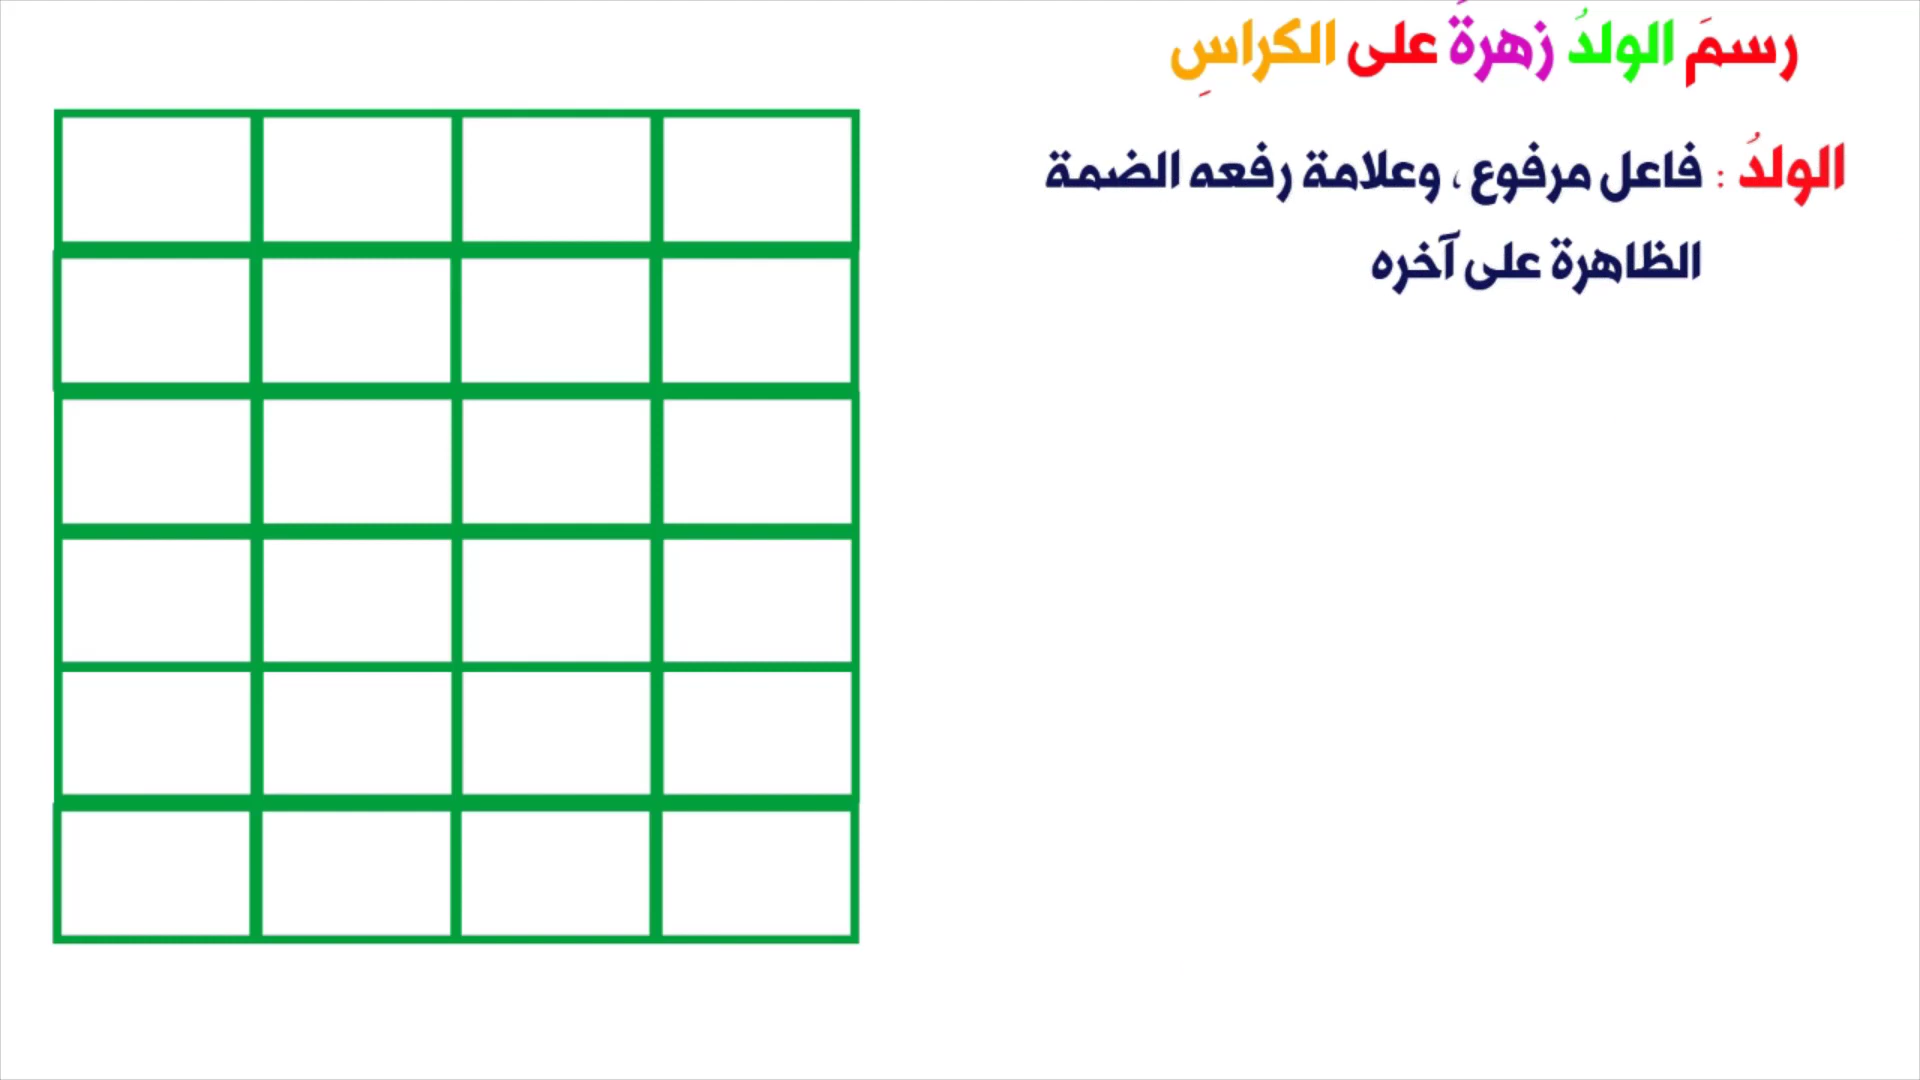 رسمَ الولدُ زهرةَ على الكراسِ
الولدُ : فاعل مرفوع ، وعلامة رفعه الضمة
الظاهرة على آخره